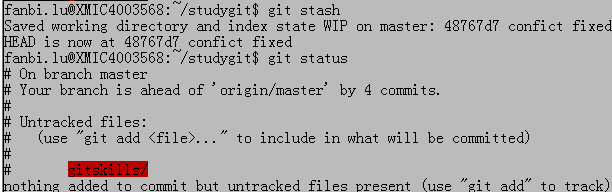 fanbi.lu@XMIC4003568:~/studygit$ git stash
Saved working directory and index state WIP on master: 48767d7 confict fixed
HEAD is now at 48767d7 confict fixed
fanbi.lu@XMIC4003568:~/studygit$ git status
# On branch master
# Your branch is ahead of 'origin/master' by 4 commits.
#
# Untracked files:
#   (use "git add <file>..." to include in what will be committed)
#
#       gitskills/
nothing added to commit but untracked files present (use "git add" to track)